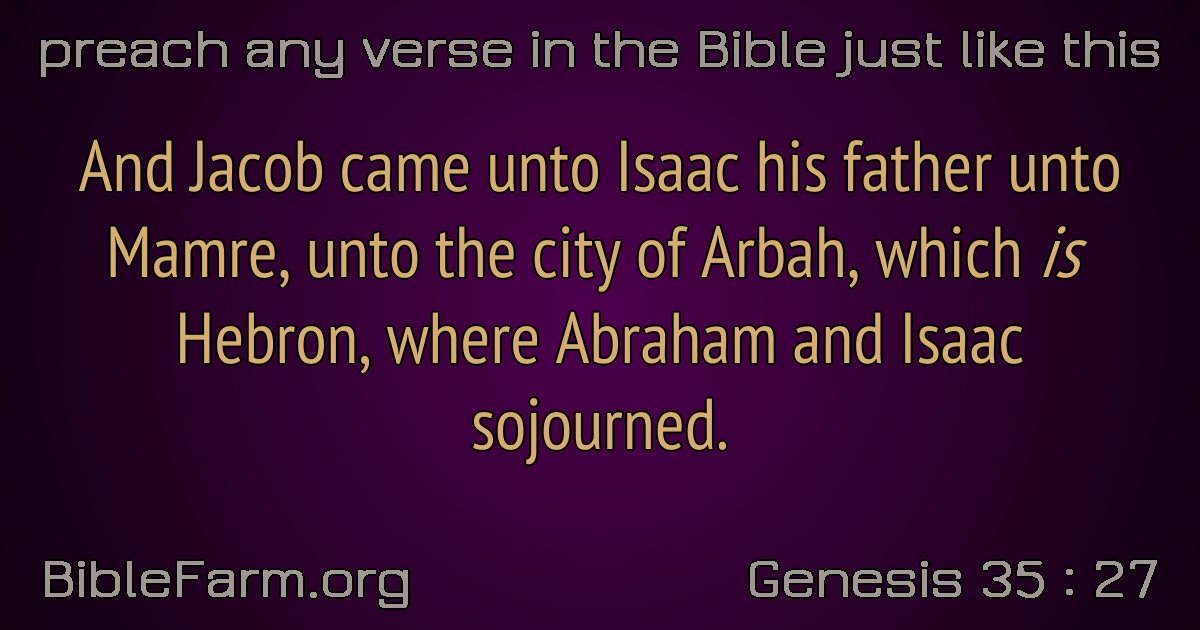 preach any verse in the Bible just like this
And Jacob came unto Isaac his father unto
Mamre, unto the city of Arbah, which is
Hebron, where Abraham and Isaac
sojourned.
BibleFarm.org
Genesis 35 : 27